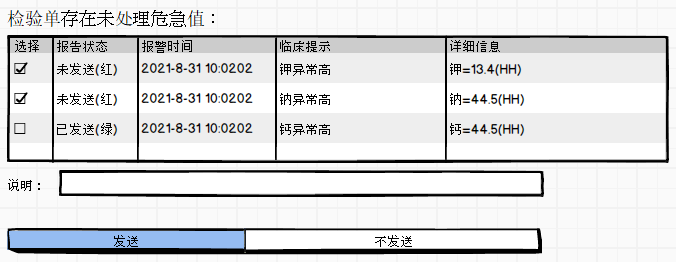 检验单存在未处理危急值：
选择 报告状态 报警时间 临床提示 详细信息
未发送(红) 2021-8-31 10:0202 钾异常高 钾=13.4(HH)
未发送(红) 2021-8-31 10:0202 钠异常高 钠=44.5(HH)
已发送(绿) 2021-8-31 10:0202 钙异常高 钙=44.5(HH)
说明：
发送 不发送